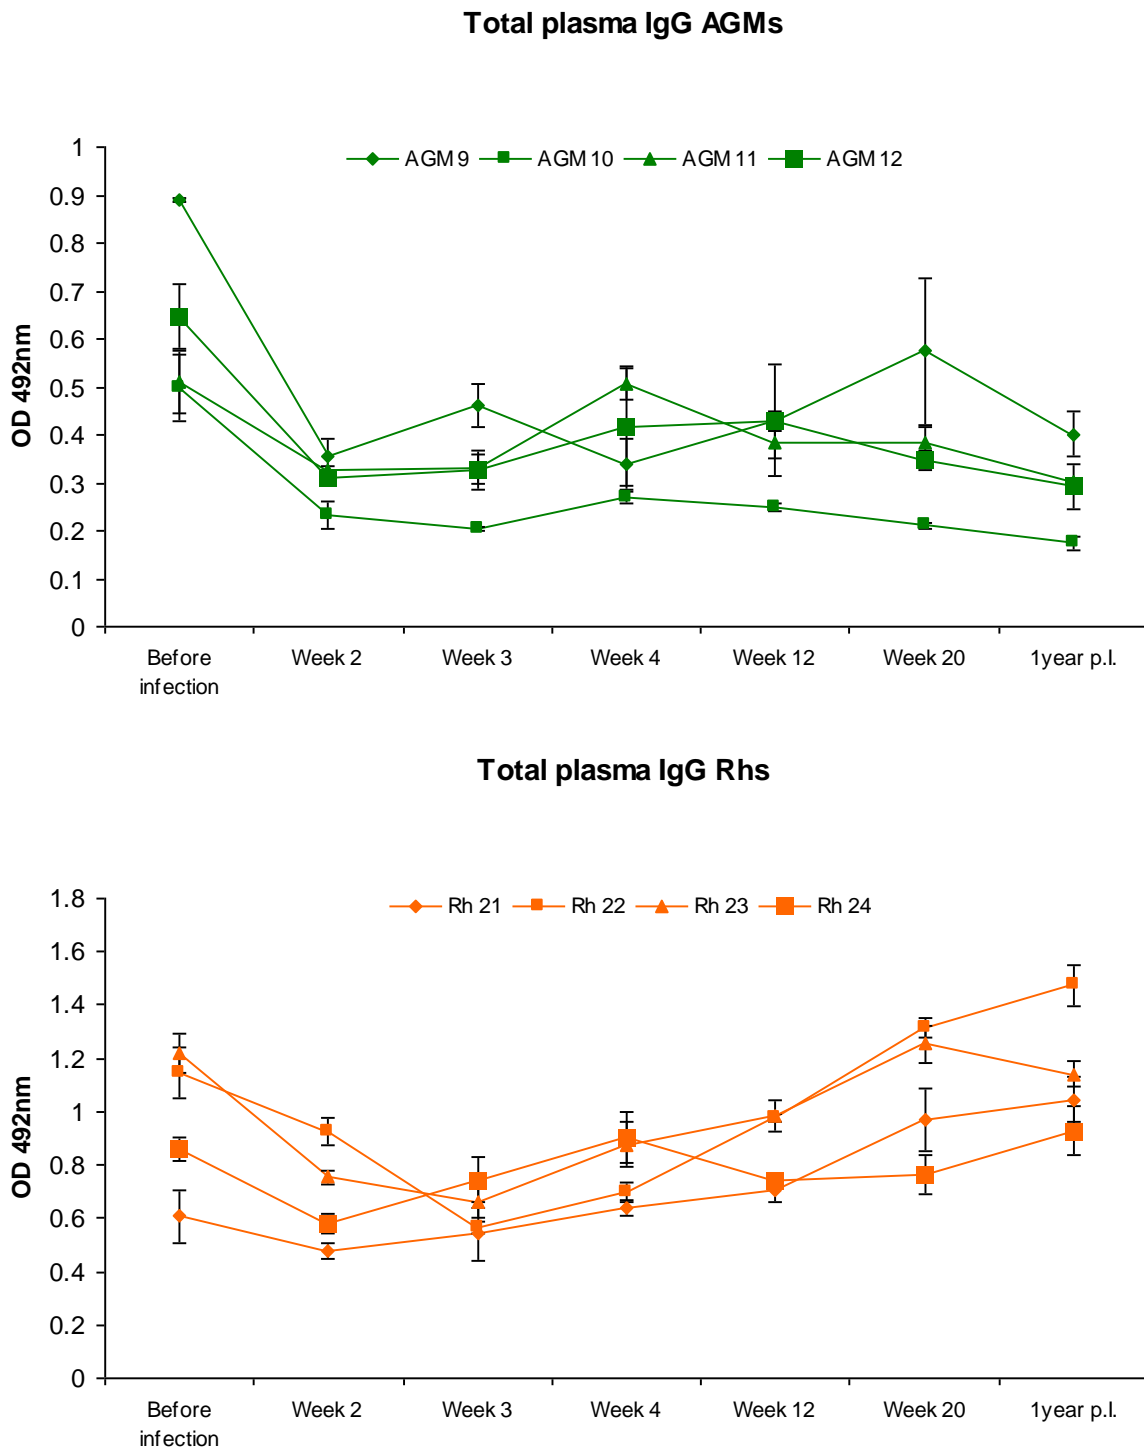 Total plasma IgG AGMs
1
AGM 9 AGM 10 AGM 11 AGM 12
0.9
0.8
0.7
0.6
0.5
0.4
0.3
0.2
0.1
0
OD 492nm
Before infection Week 2 Week 3 Week 4 Week 12 Week 20 1year p.I.
Total plasma IgG Rhs
1.8
Rh 21 Rh 22 Rh 23 Rh 24
1.6
1.4
1.2
1
0.8
0.6
0.4
0.2
0
OD 492nm
Before infection Week 2 Week 3 Week 4 Week 12 Week 20 1year p.I.